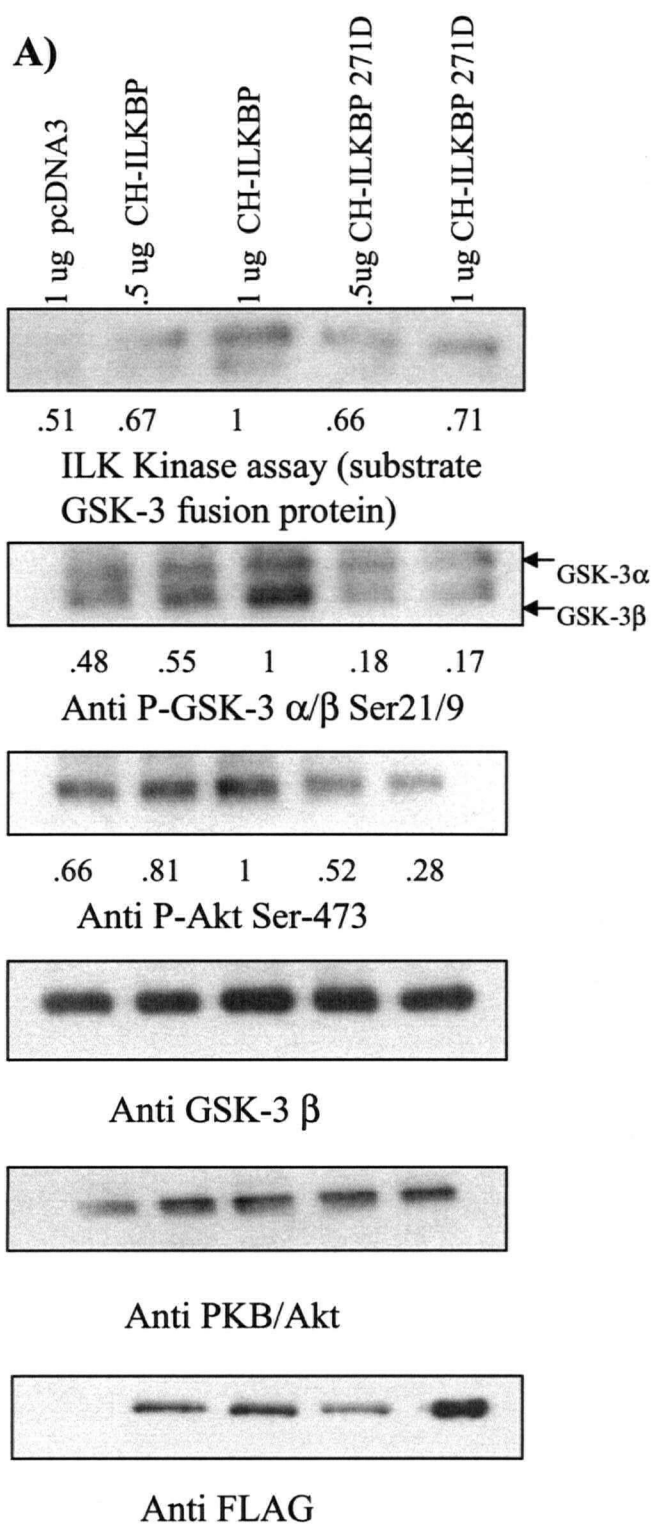 A)
1 ug pcDNA3
.5 ug CH-ILKBP
1 ug CH-ILKBP
.5ug CH-ILKBP 271D
1 ug CH-ILKBP 271D
.51 .67 1 .66 .71
ILK Kinase assay (substrate
GSK-3 fusion protein)
GSK-3α
GSK-3β
.48 .55 1 .18 .17
Anti P-GSK-3 α/β Ser21/9
.66 .81 1 .52 .28
Anti P-Akt Ser-473
Anti GSK-3 β
Anti PKB/Akt
Anti FLAG